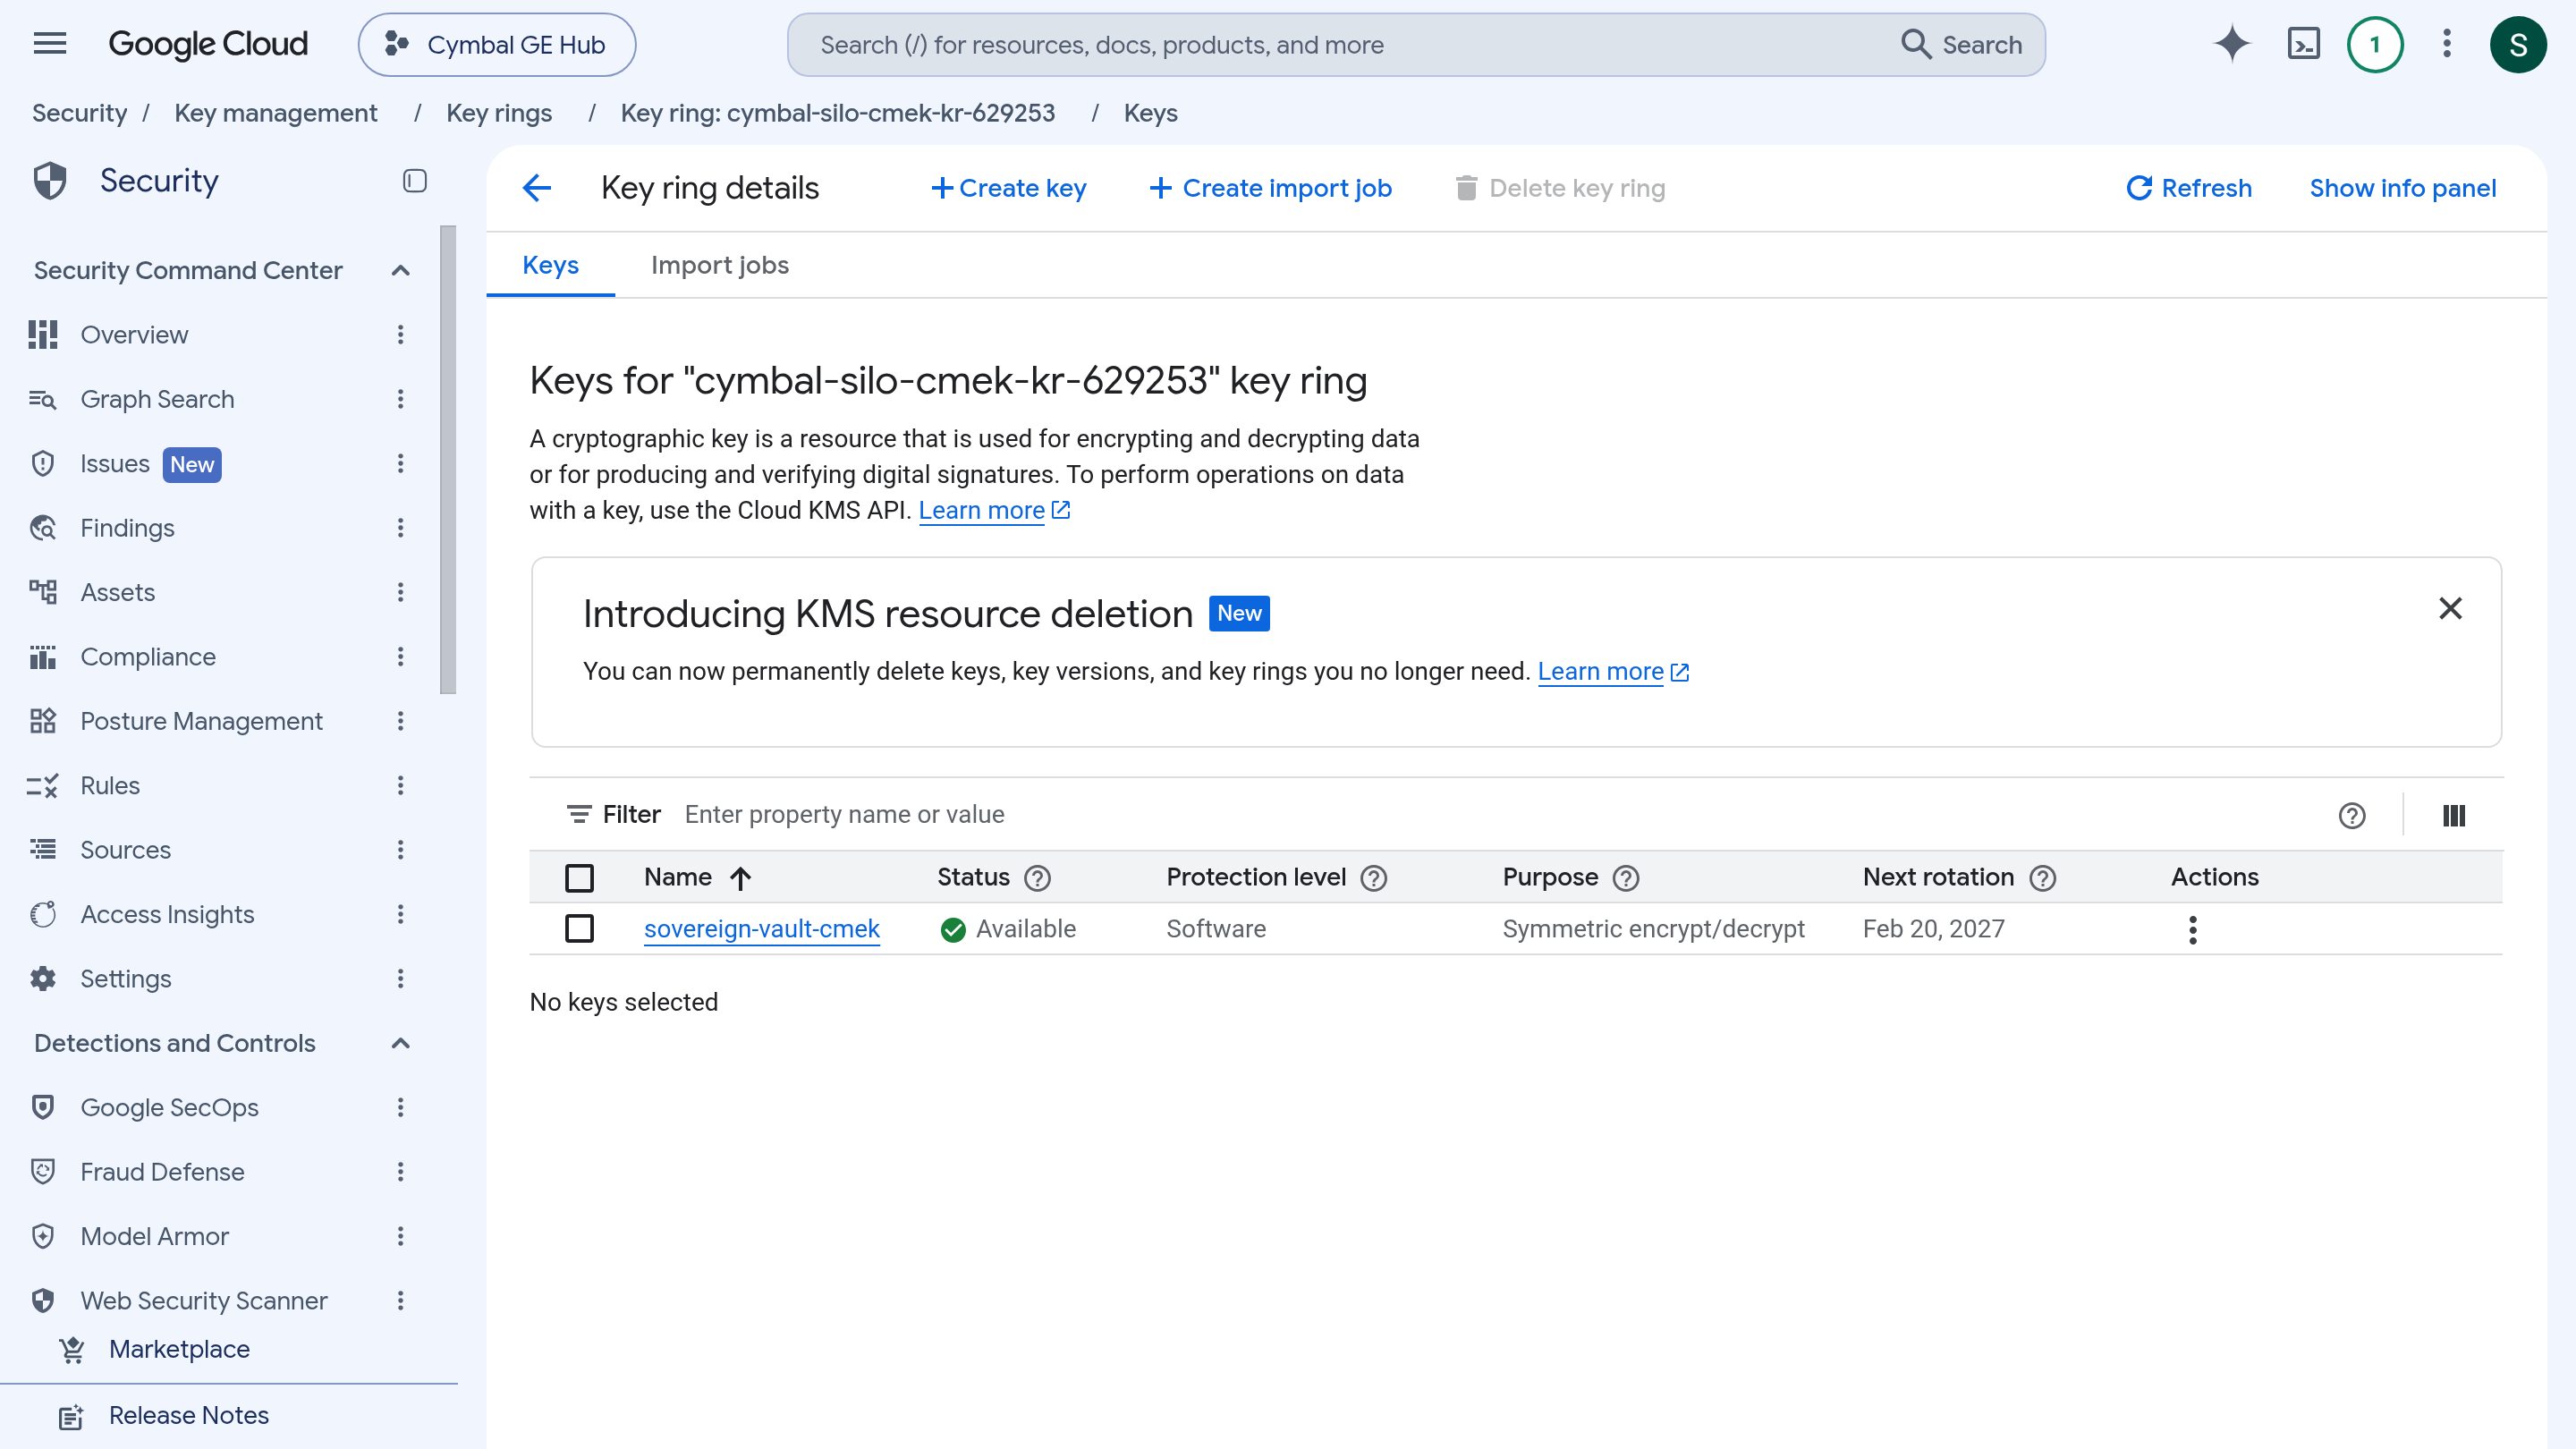 Google Cloud
Cymbal GE Hub
Search (/) for resources, docs, products, and more
Search
1
S
Security / Key management / Key rings / Key ring: cymbal-silo-cmek-kr-629253 / Keys
Security
Security Command Center
Overview
Graph Search
Issues New
Findings
Assets
Compliance
Posture Management
Rules
Sources
Access Insights
Settings
Detections and Controls
Google SecOps
Fraud Defense
Model Armor
Web Security Scanner
Marketplace
Release Notes
Key ring details
Create key
Create import job
Delete key ring
Refresh
Show info panel
Keys
Import jobs
Keys for "cymbal-silo-cmek-kr-629253" key ring
A cryptographic key is a resource that is used for encrypting and decrypting data
or for producing and verifying digital signatures. To perform operations on data
with a key, use the Cloud KMS API. Learn more
Introducing KMS resource deletion New
You can now permanently delete keys, key versions, and key rings you no longer need. Learn more
Filter Enter property name or value
Name Status Protection level Purpose Next rotation Actions
sovereign-vault-cmek Available Software Symmetric encrypt/decrypt Feb 20, 2027
No keys selected